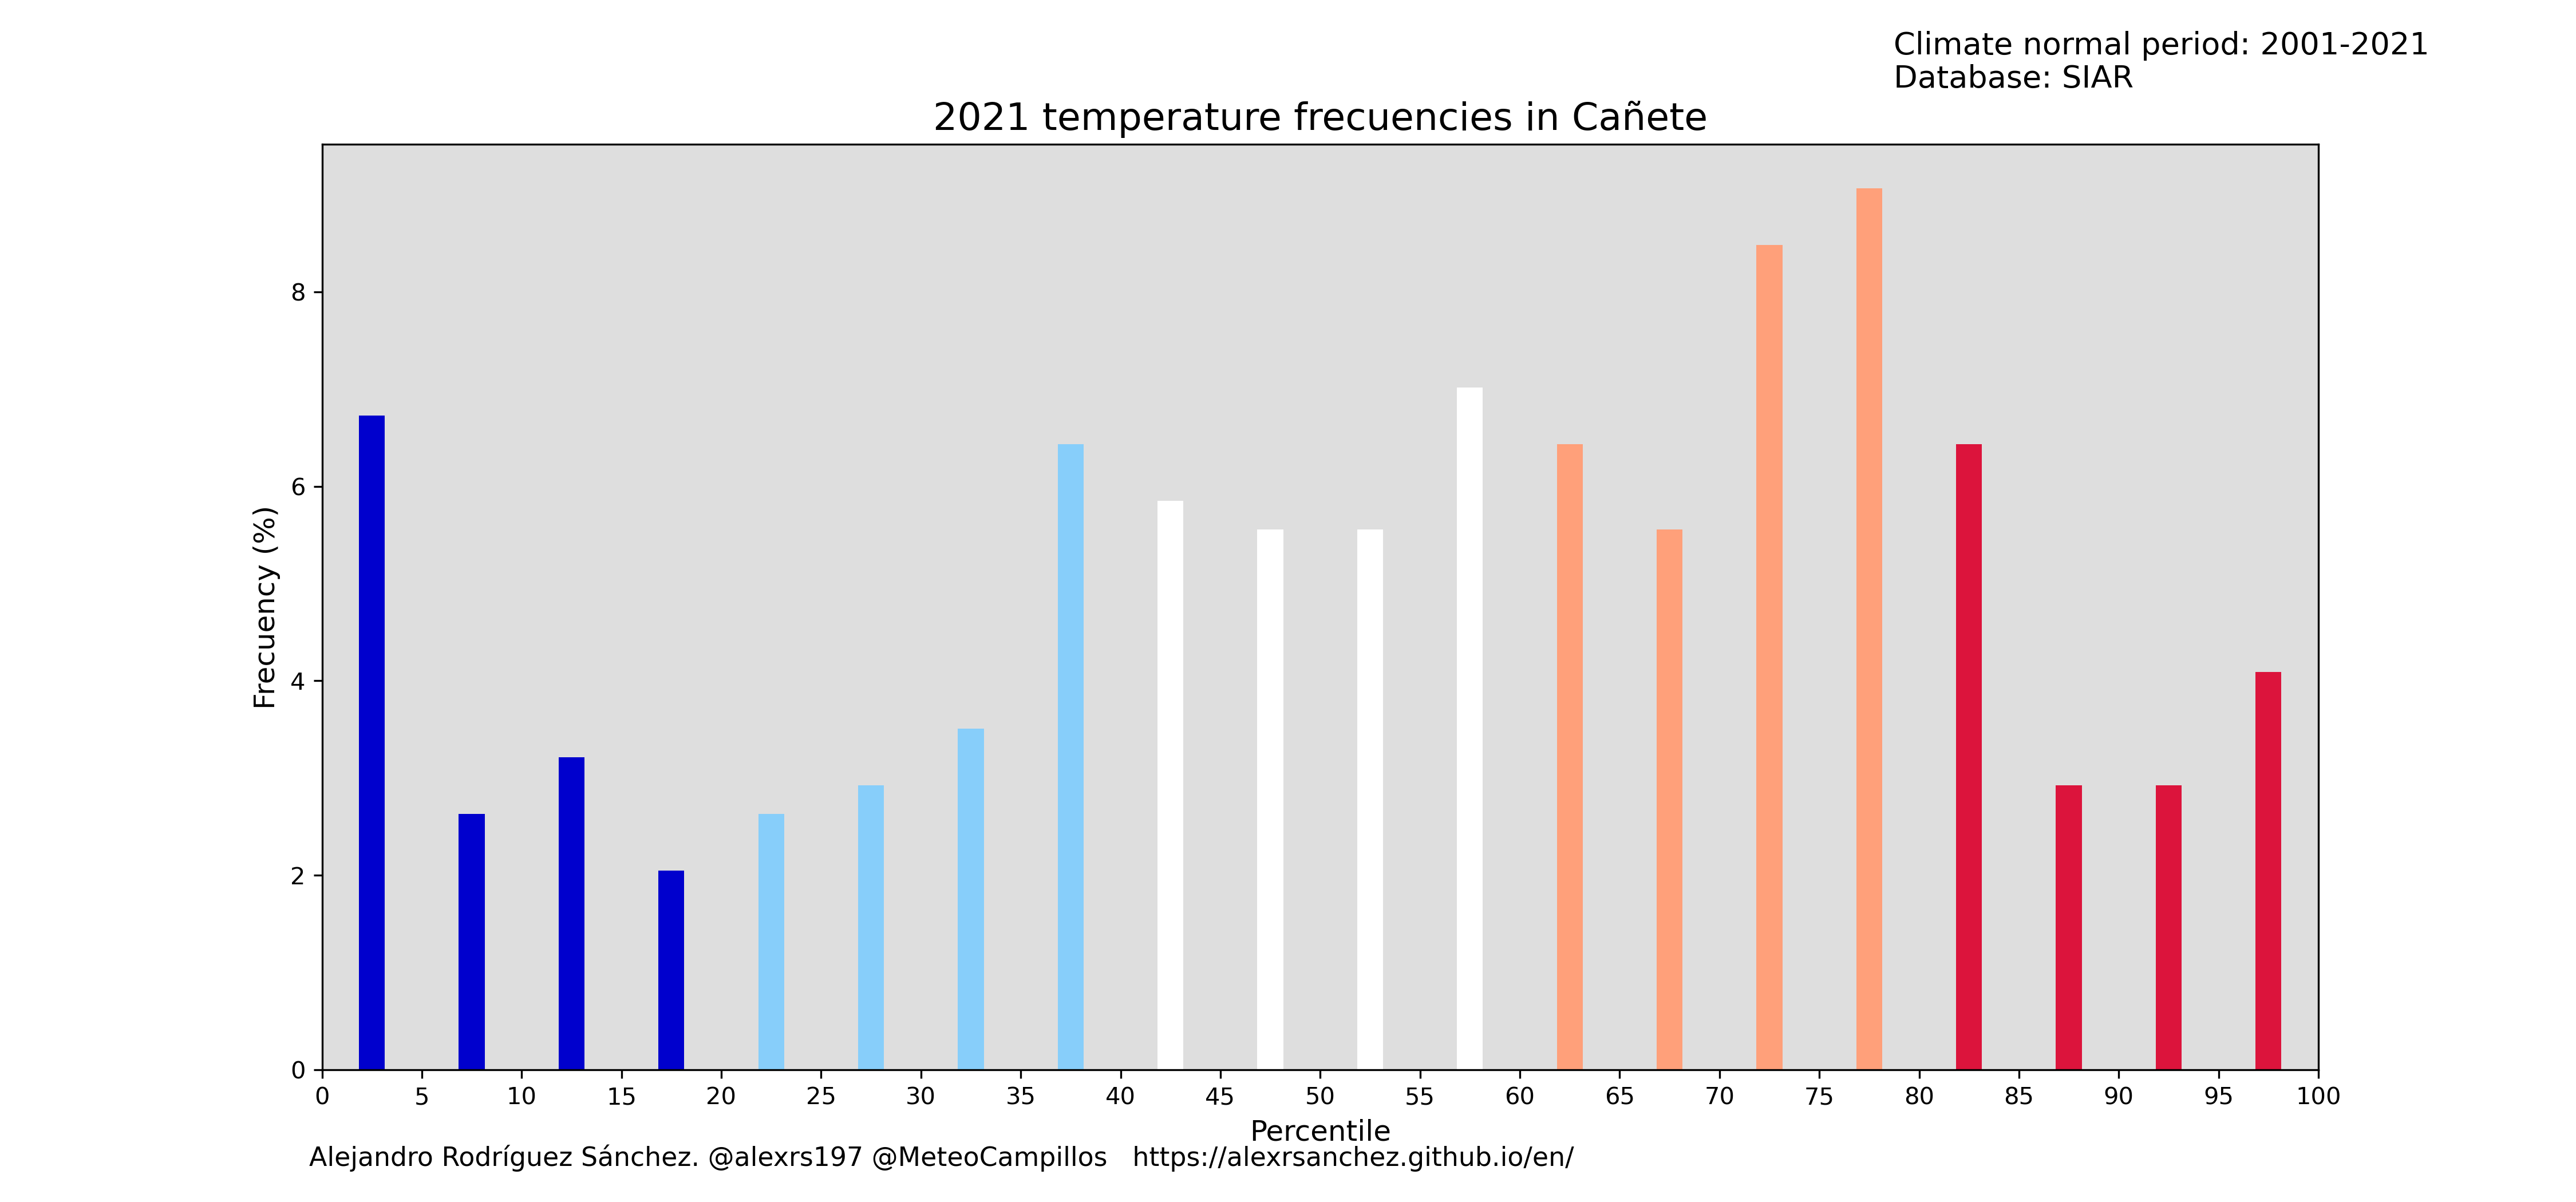 Climate normal period: 2001-2021
Database: SIAR
2021 temperature frecuencies in Cañete
Frecuency (%)
8
6
4
2
0
0 5 10 15 20 25 30 35 40 45 50 55 60 65 70 75 80 85 90 95 100
Percentile
Alejandro Rodríguez Sánchez. @alexrs197 @MeteoCampillos https://alexrsanchez.github.io/en/